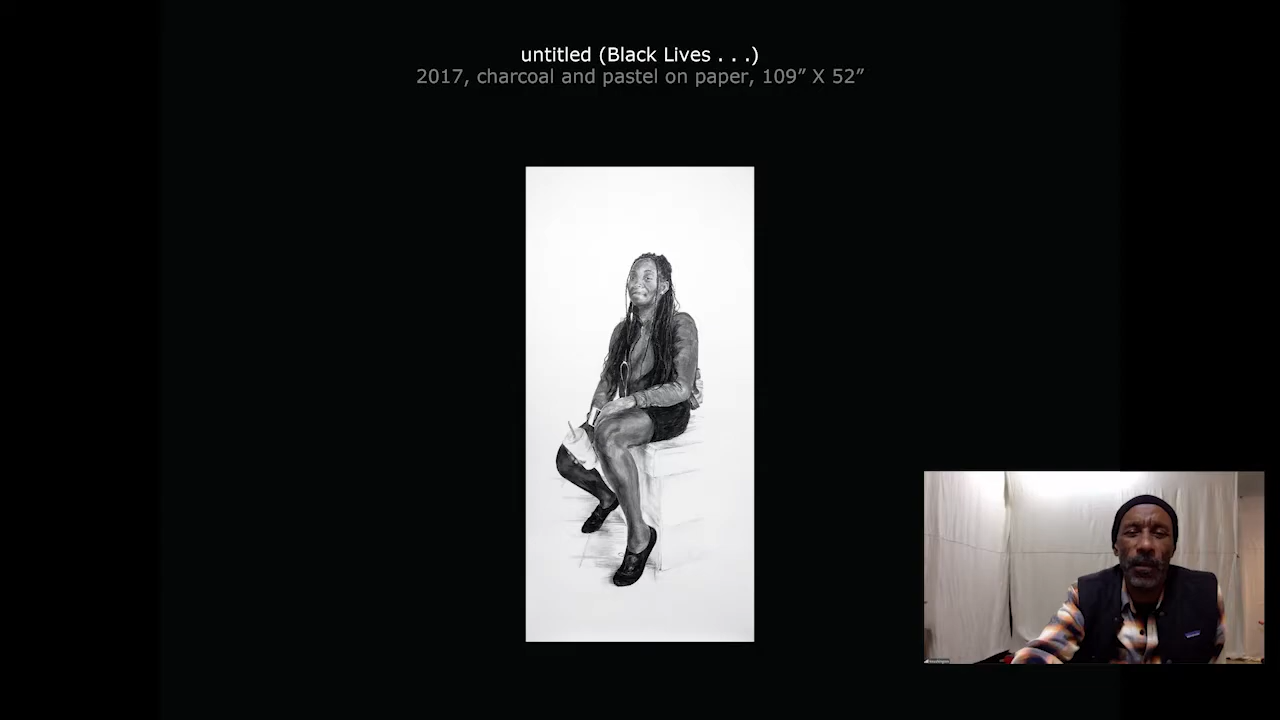 untitled (Black Lives . . .)
2017, charcoal and pastel on paper, 109” X 52”